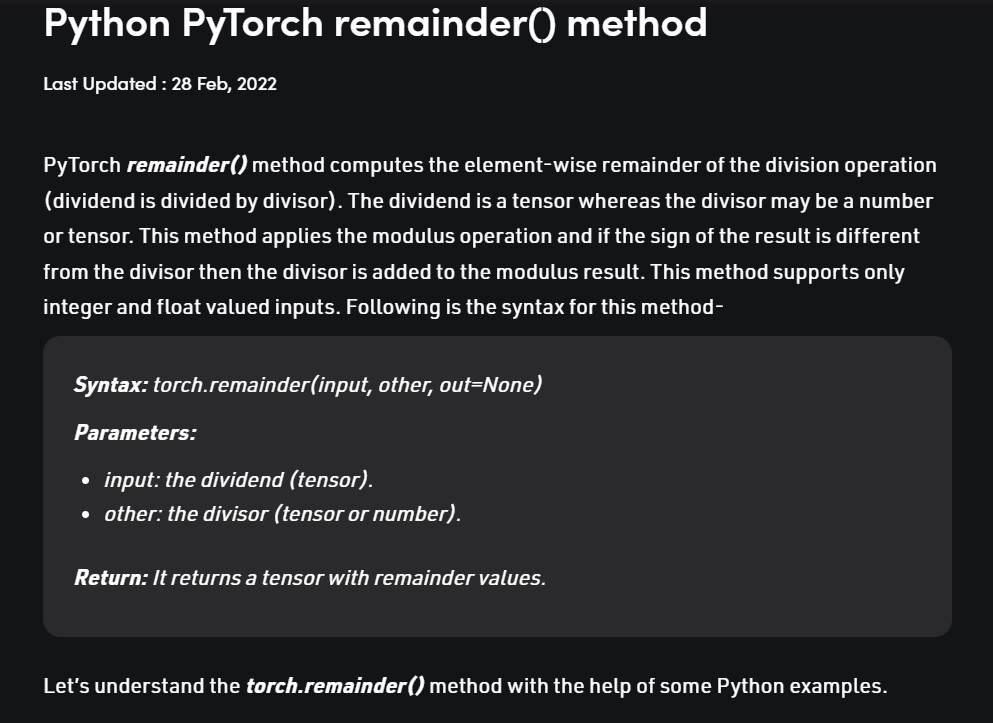 Python PyTorch remainder() method
Last Updated : 28 Feb, 2022
PyTorch remainder() method computes the element-wise remainder of the division operation
(dividend is divided by divisor). The dividend is a tensor whereas the divisor may be a number
or tensor. This method applies the modulus operation and if the sign of the result is different
from the divisor then the divisor is added to the modulus result. This method supports only
integer and float valued inputs. Following is the syntax for this method-
Syntax: torch.remainder(input, other, out=None)
Parameters:
• input: the dividend (tensor).
• other: the divisor (tensor or number).
Return: It returns a tensor with remainder values.
Let’s understand the torch.remainder() method with the help of some Python examples.